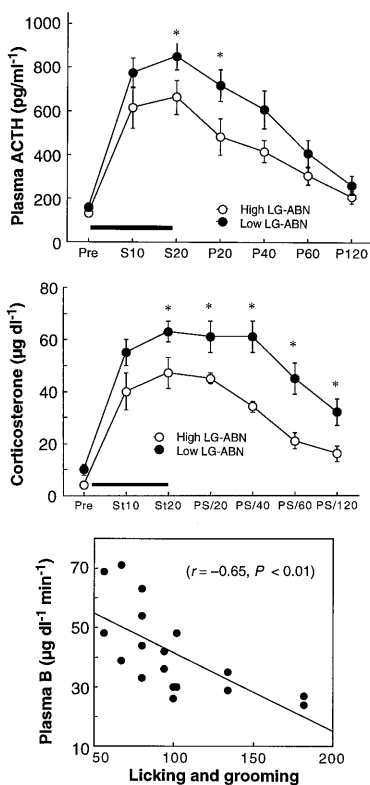 Plasma ACTH (pg/ml⁻¹)
1000
800
600
400
200
0
*
*
High LG-ABN
Low LG-ABN
Pre S10 S20 P20 P40 P60 P120
Corticosterone (µg dl⁻¹)
80
60
40
20
0
* * * * *
High LG-ABN
Low LG-ABN
Pre St10 St20 PS/20 PS/40 PS/60 PS/120
Plasma B (µg dl⁻¹ min⁻¹)
70
50
30
10
(r = −0.65, P < 0.01)
50 100 150 200
Licking and grooming